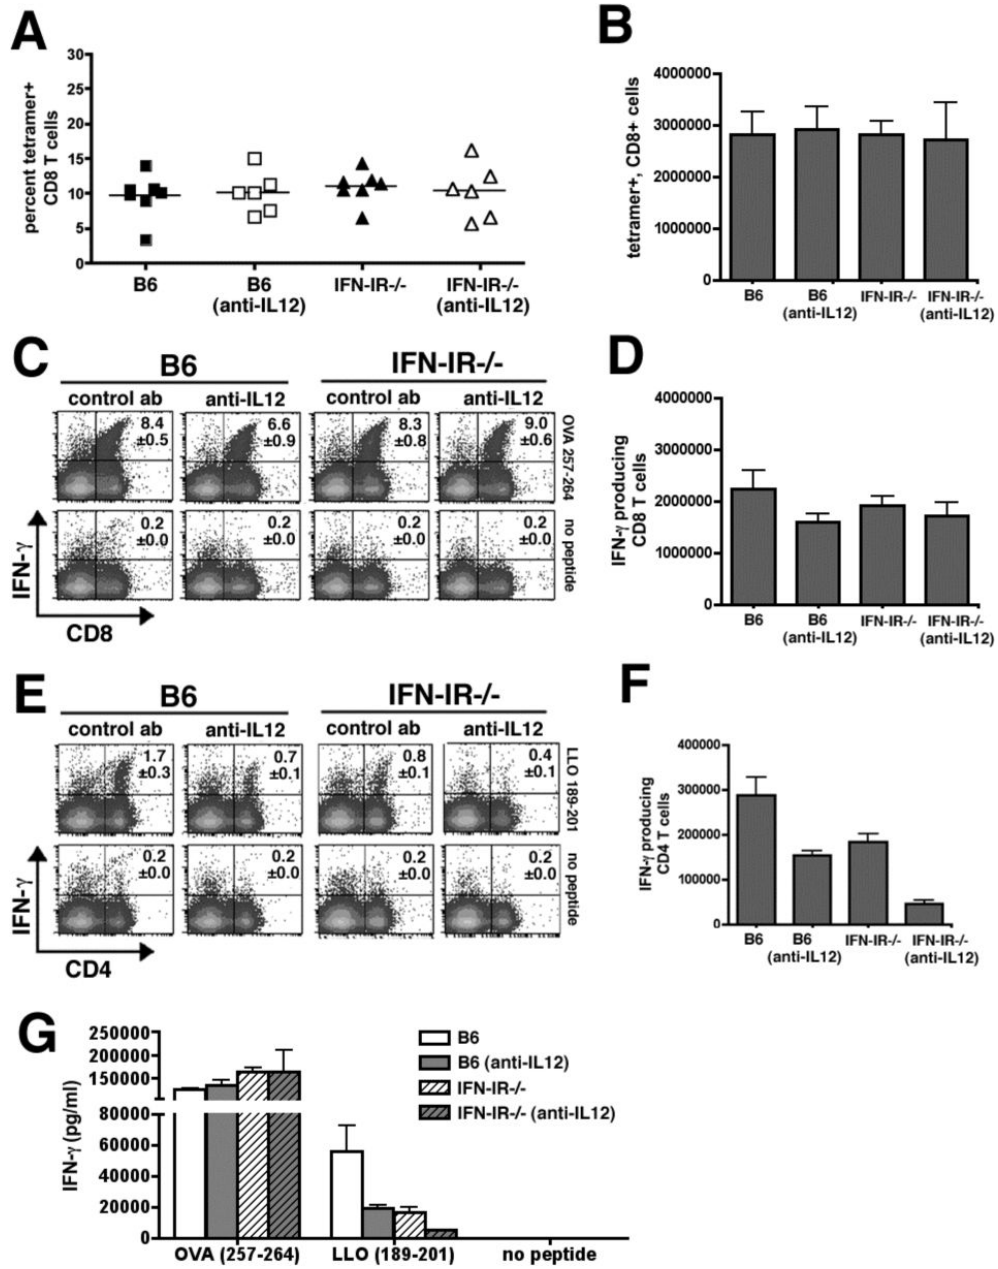 A
percent tetramer+
CD8 T cells
30
25
20
15
10
5
0
B6
B6
(anti-IL12)
IFN-IR-/-
IFN-IR-/-
(anti-IL12)
B
tetramer+, CD8+ cells
4000000
3000000
2000000
1000000
0
B6
B6
(anti-IL12)
IFN-IR-/-
IFN-IR-/-
(anti-IL12)
C
B6
IFN-IR-/-
control ab
anti-IL12
control ab
anti-IL12
8.4
±0.5
6.6
±0.9
8.3
±0.8
9.0
±0.6
OVA 257-264
0.2
±0.0
0.2
±0.0
0.2
±0.0
0.2
±0.0
no peptide
IFN-γ
CD8
D
IFN-γ producing
CD8 T cells
4000000
3000000
2000000
1000000
0
B6
B6
(anti-IL12)
IFN-IR-/-
IFN-IR-/-
(anti-IL12)
E
B6
IFN-IR-/-
control ab
anti-IL12
control ab
anti-IL12
1.7
±0.3
0.7
±0.1
0.8
±0.1
0.4
±0.1
LLO 189-201
0.2
±0.0
0.2
±0.0
0.2
±0.0
0.2
±0.0
no peptide
IFN-γ
CD4
F
IFN-γ producing
CD4 T cells
400000
300000
200000
100000
0
B6
B6
(anti-IL12)
IFN-IR-/-
IFN-IR-/-
(anti-IL12)
G
IFN-γ (pg/ml)
250000
200000
150000
80000
60000
40000
20000
0
B6
B6 (anti-IL12)
IFN-IR-/-
IFN-IR-/- (anti-IL12)
OVA (257-264)
LLO (189-201)
no peptide